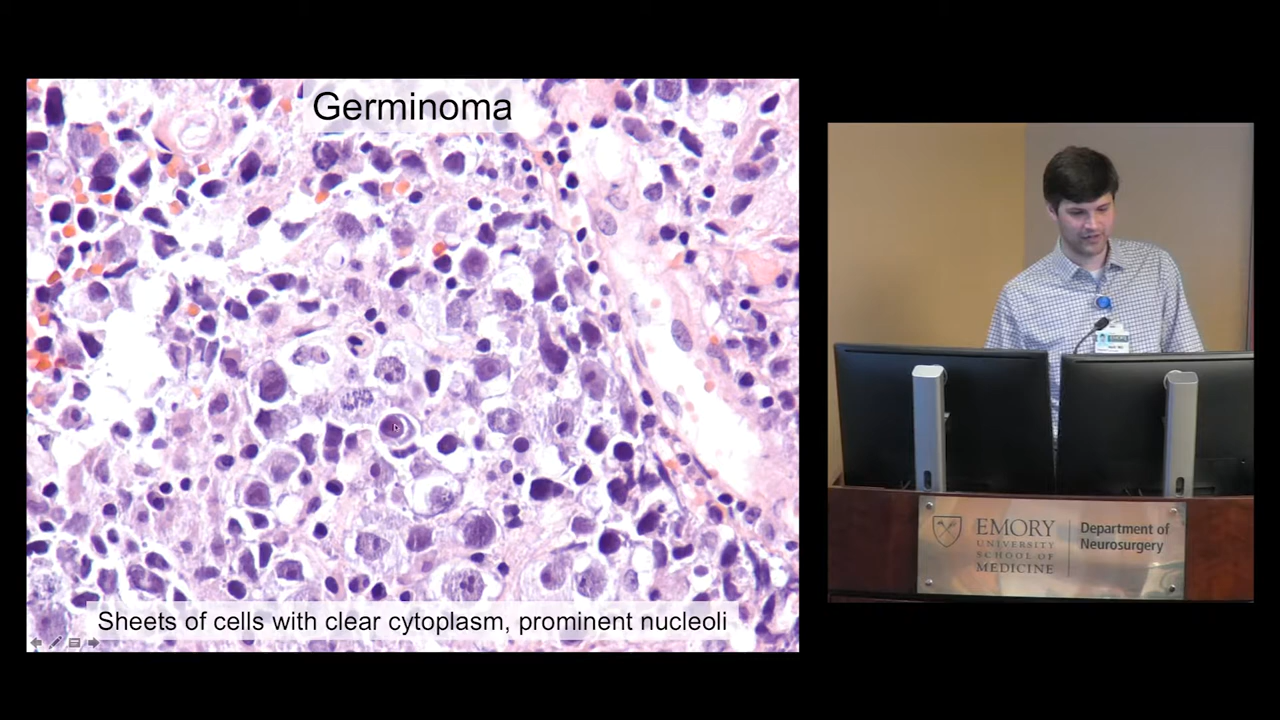 Germinoma
Sheets of cells with clear cytoplasm, prominent nucleoli
EMORY
UNIVERSITY
SCHOOL OF
MEDICINE
Department of
Neurosurgery